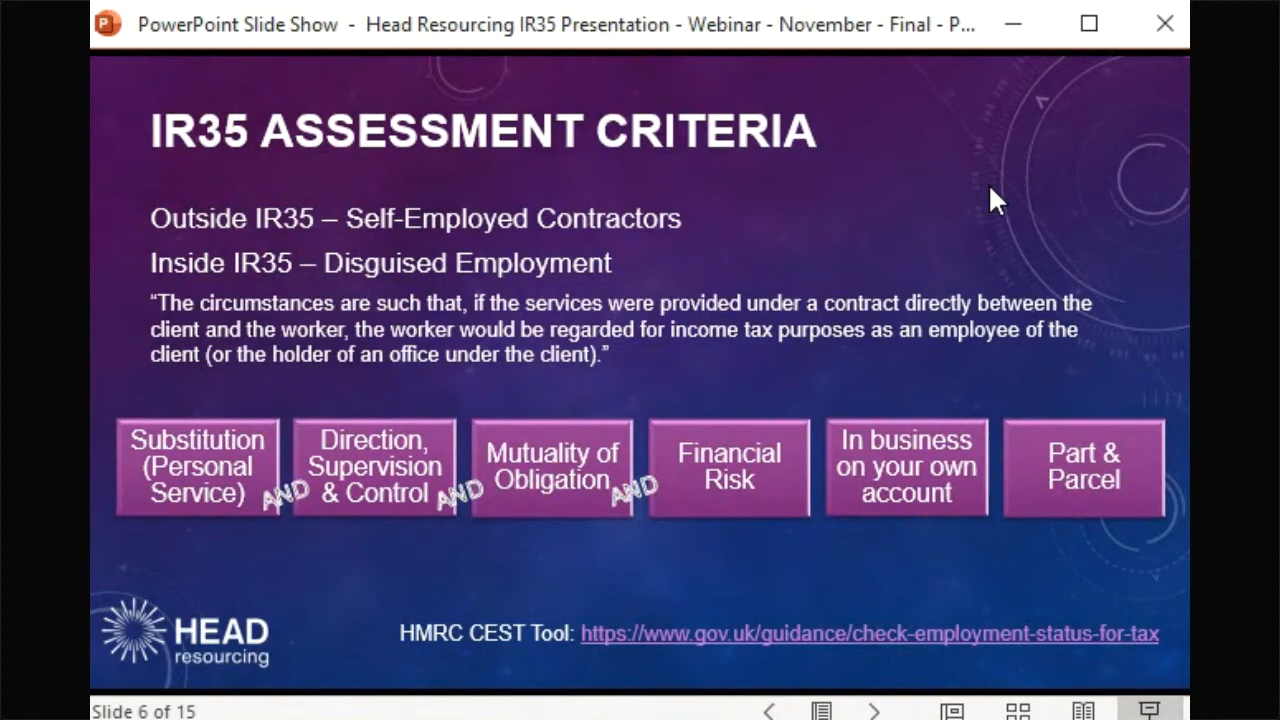 PowerPoint Slide Show - Head Resourcing IR35 Presentation - Webinar - November - Final - P...
IR35 ASSESSMENT CRITERIA
Outside IR35 – Self-Employed Contractors
Inside IR35 – Disguised Employment
“The circumstances are such that, if the services were provided under a contract directly between the
client and the worker, the worker would be regarded for income tax purposes as an employee of the
client (or the holder of an office under the client).”
Substitution
(Personal
Service)
AND
Direction,
Supervision
& Control
AND
Mutuality of
Obligation
AND
Financial
Risk
In business
on your own
account
Part &
Parcel
HEAD
resourcing
HMRC CEST Tool: https://www.gov.uk/guidance/check-employment-status-for-tax
Slide 6 of 15